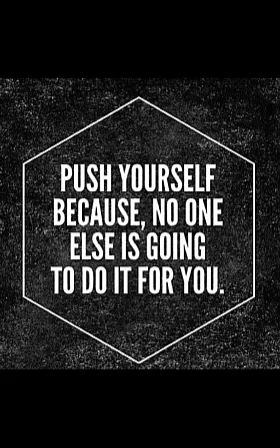 PUSH YOURSELF
BECAUSE, NO ONE
ELSE IS GOING
TO DO IT FOR YOU.